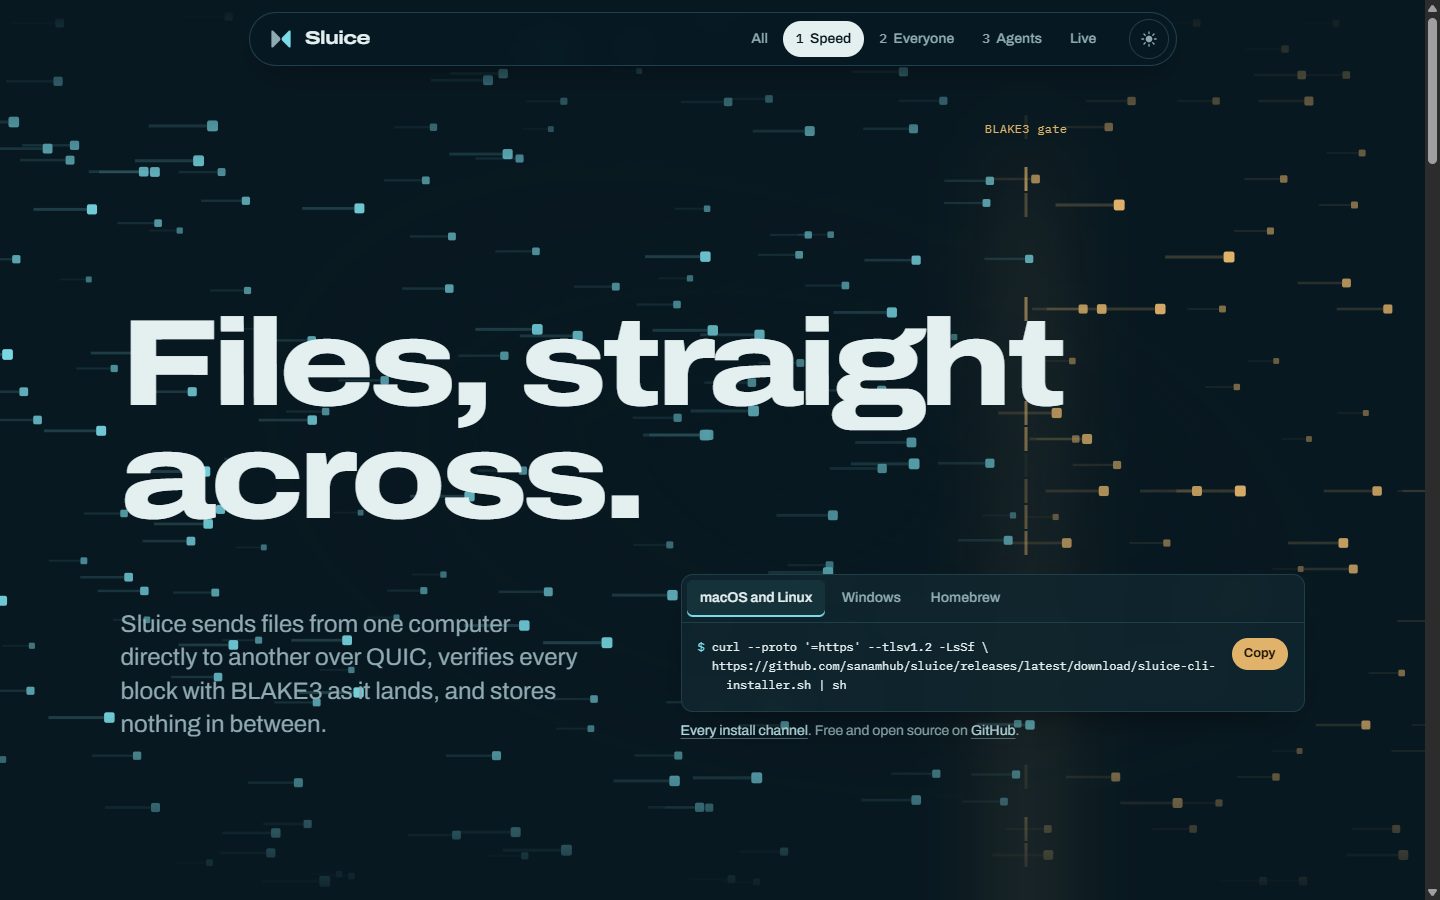 Sluice
All
1 Speed
2 Everyone
3 Agents
Live
BLAKE3 gate
Files, straight
across.
Sluice sends files from one computer
directly to another over QUIC, verifies every
block with BLAKE3 as it lands, and stores
nothing in between.
macOS and Linux
Windows
Homebrew
$ curl --proto '=https' --tlsv1.2 -LsSf \
https://github.com/sanamhub/sluice/releases/latest/download/sluice-cli-
installer.sh | sh
Copy
Every install channel. Free and open source on GitHub.